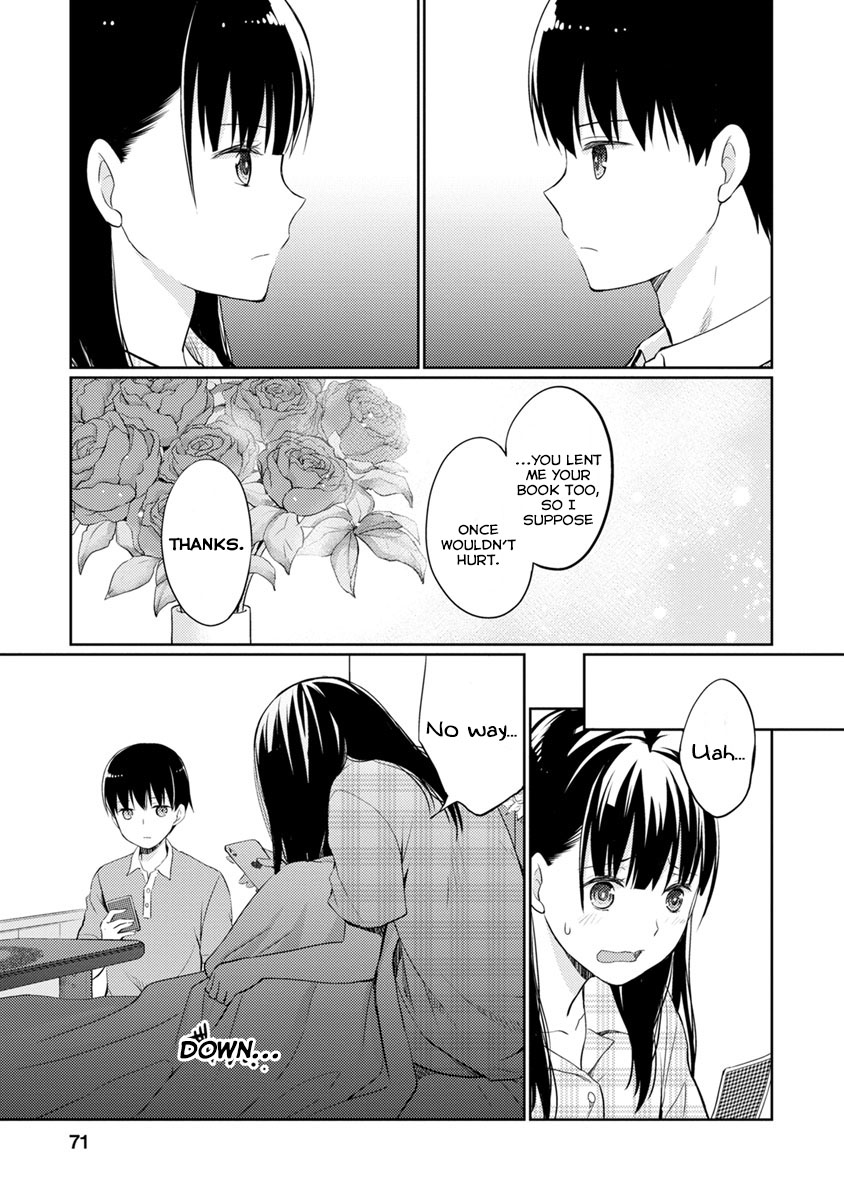 ...YOU LENT
ME YOUR
BOOK TOO,
SO I
SUPPOSE
ONCE
WOULDN'T
HURT.
THANKS.
Uah...
No way...
DOWN...
71